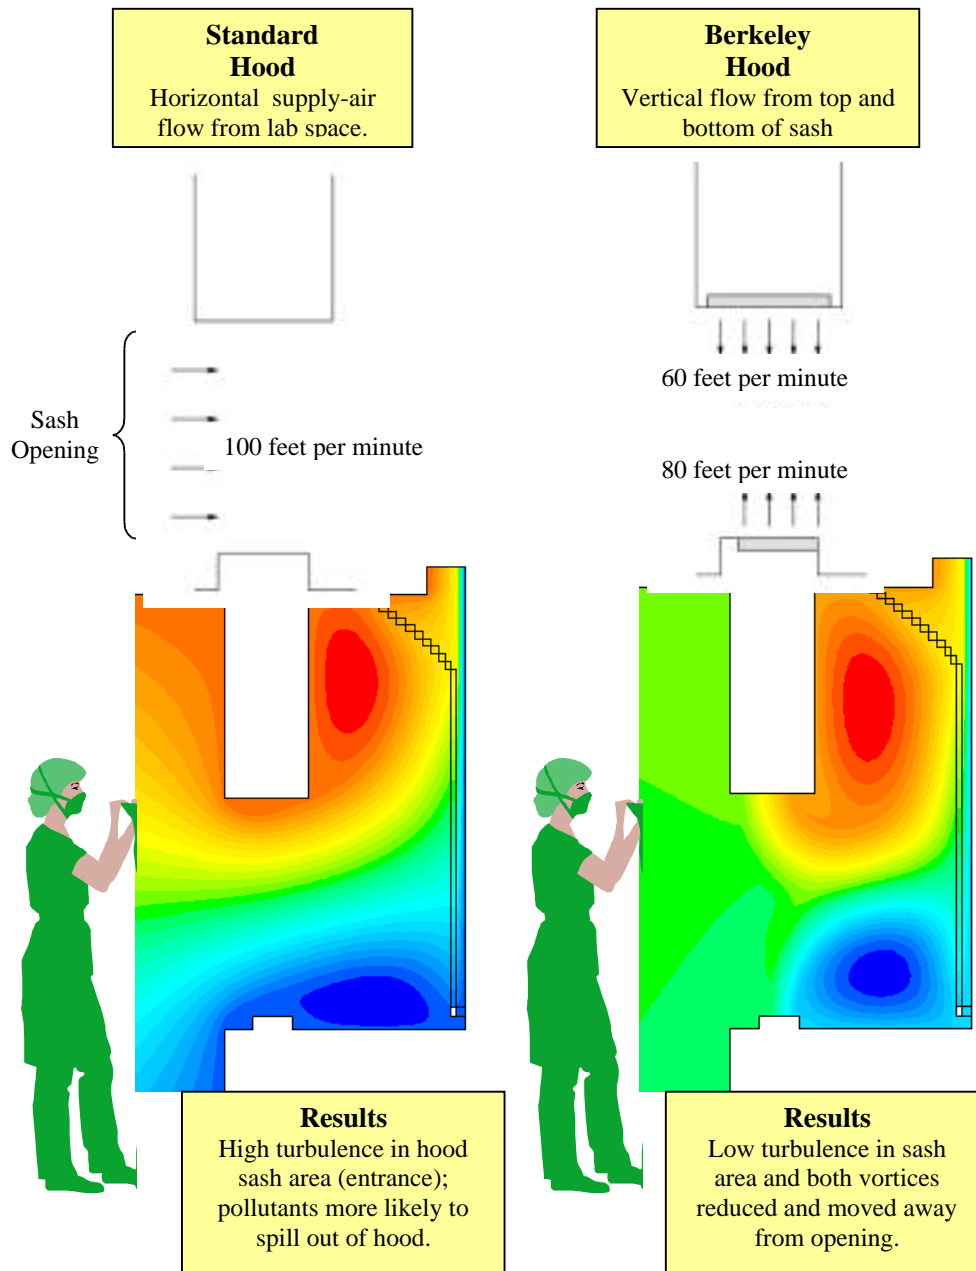 Standard
Hood
Horizontal supply-air
flow from lab space.
Berkeley
Hood
Vertical flow from top and
bottom of sash
Sash
Opening
100 feet per minute
60 feet per minute
80 feet per minute
Results
High turbulence in hood
sash area (entrance);
pollutants more likely to
spill out of hood.
Results
Low turbulence in sash
area and both vortices
reduced and moved away
from opening.